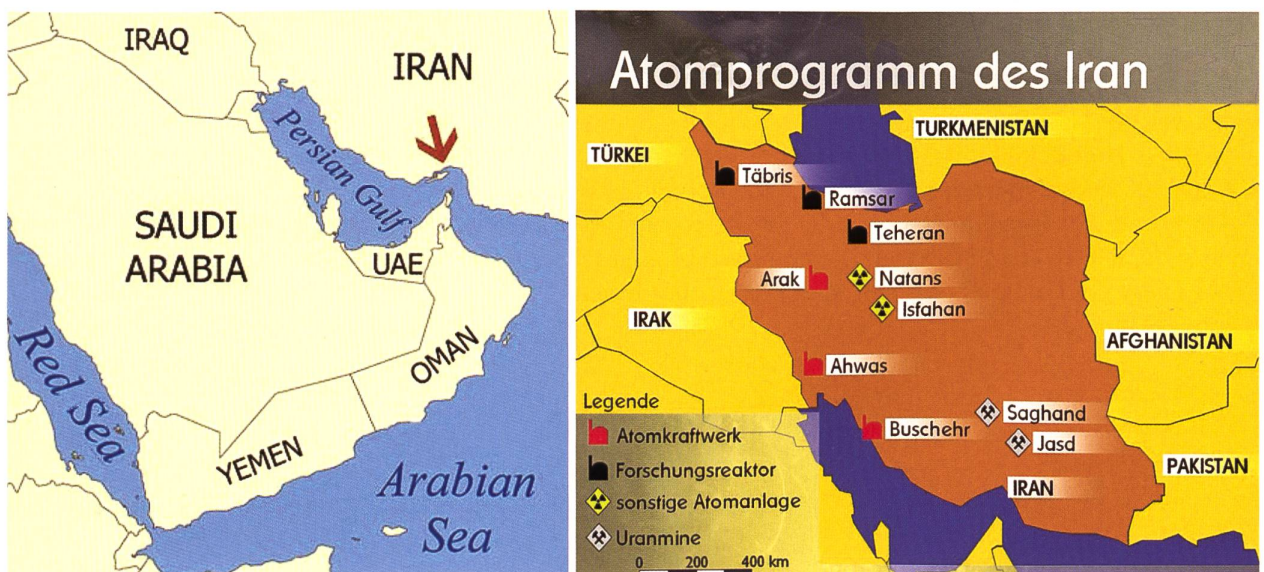 IRAQ
IRAN
Persian Gulf
SAUDI
ARABIA
UAE
OMAN
Red Sea
YEMEN
Arabian
Sea
Atomprogramm des Iran
TURKMENISTAN
TÜRKEI
Täbris
Ramsar
Teheran
Arak
Natans
Isfahan
IRAK
AFGHANISTAN
Ahwas
Legende
Saghand
Buschehr
Atomkraftwerk
Jasd
PAKISTAN
Forschungsreaktor
IRAN
sonstige Atomanlage
Uranmine
0 200 400 km